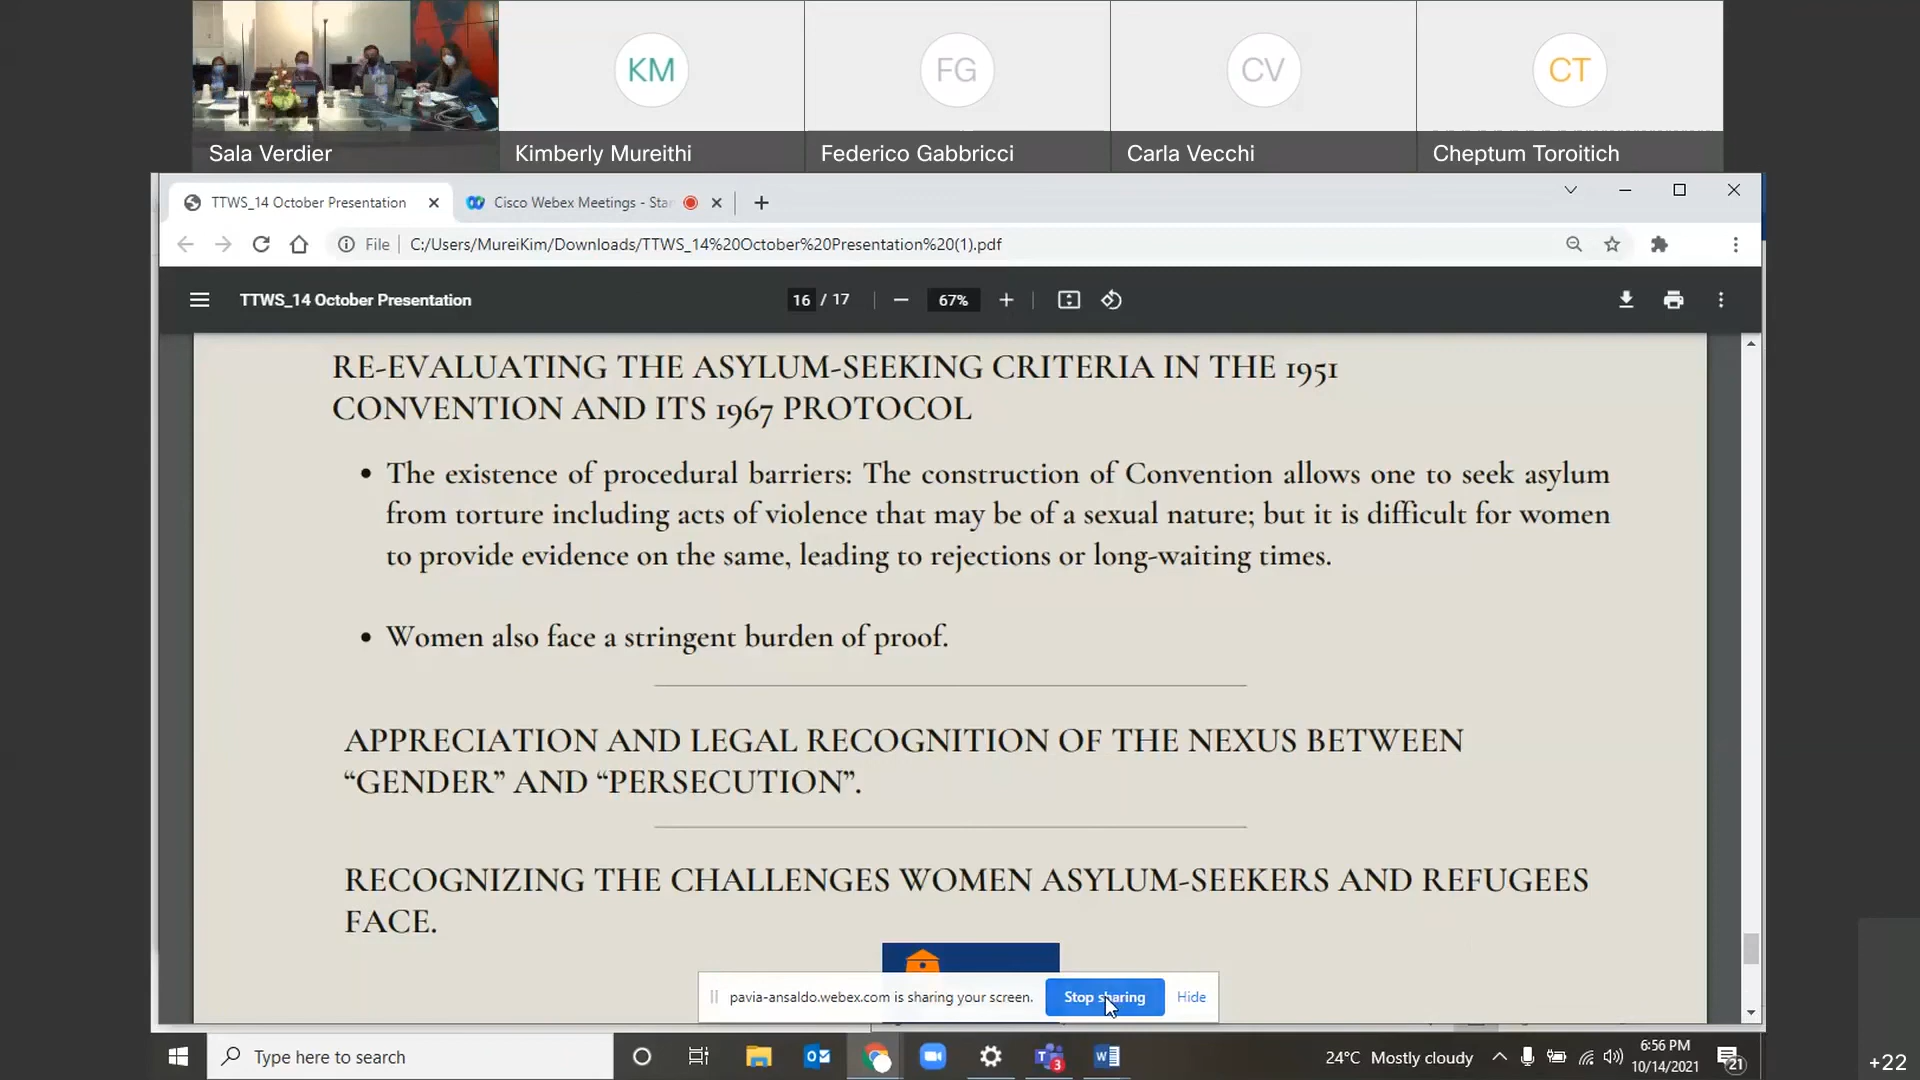 KM
FG
CV
CT
Sala Verdier
Kimberly Mureithi
Federico Gabbricci
Carla Vecchi
Cheptum Toroitich
TTWS_14 October Presentation
Cisco Webex Meetings - Star
File
C:/Users/MureiKim/Downloads/TTWS_14%20October%20Presentation%20(1).pdf
TTWS_14 October Presentation
16 / 17
67%
RE-EVALUATING THE ASYLUM-SEEKING CRITERIA IN THE 1951
CONVENTION AND ITS 1967 PROTOCOL
• The existence of procedural barriers: The construction of Convention allows one to seek asylum
from torture including acts of violence that may be of a sexual nature; but it is difficult for women
to provide evidence on the same, leading to rejections or long-waiting times.
• Women also face a stringent burden of proof.
APPRECIATION AND LEGAL RECOGNITION OF THE NEXUS BETWEEN
“GENDER” AND “PERSECUTION”.
RECOGNIZING THE CHALLENGES WOMEN ASYLUM-SEEKERS AND REFUGEES
FACE.
pavia-ansaldo.webex.com is sharing your screen.
Stop sharing
Hide
Type here to search
3
24°C Mostly cloudy
6:56 PM
10/14/2021
21
+22